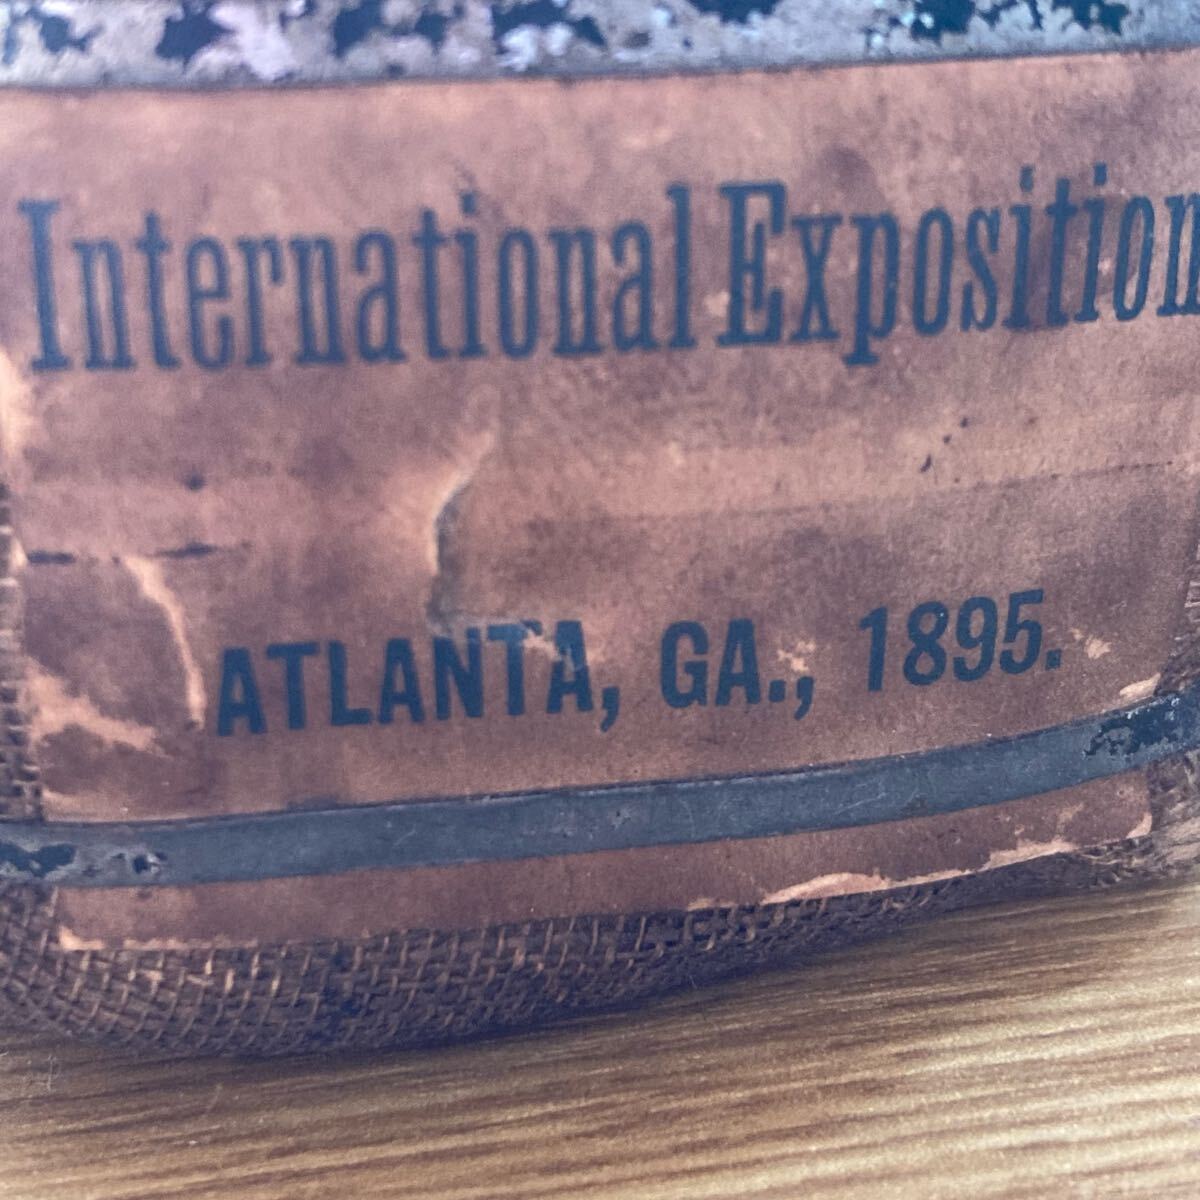 International Exposition
ATLANTA, GA., 1895.